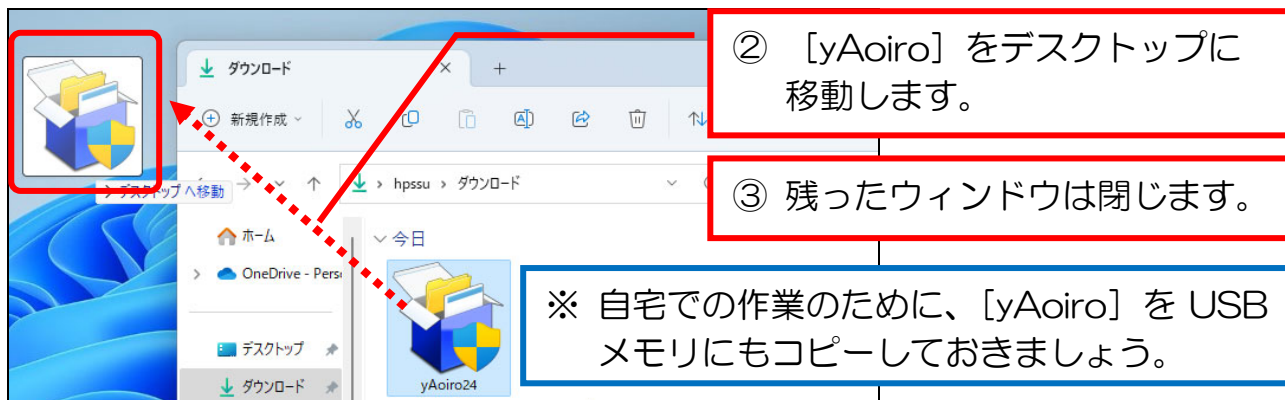 ② ［yAoiro］をデスクトップに
移動します。
ダウンロード
新規作成
デスクトップ へ移動
> hpssu > ダウンロード
③ 残ったウィンドウは閉じます。
ホーム
今日
OneDrive - Pers
※ 自宅での作業のために、［yAoiro］を USB
メモリにもコピーしておきましょう。
デスクトップ
ダウンロード
yAoiro24